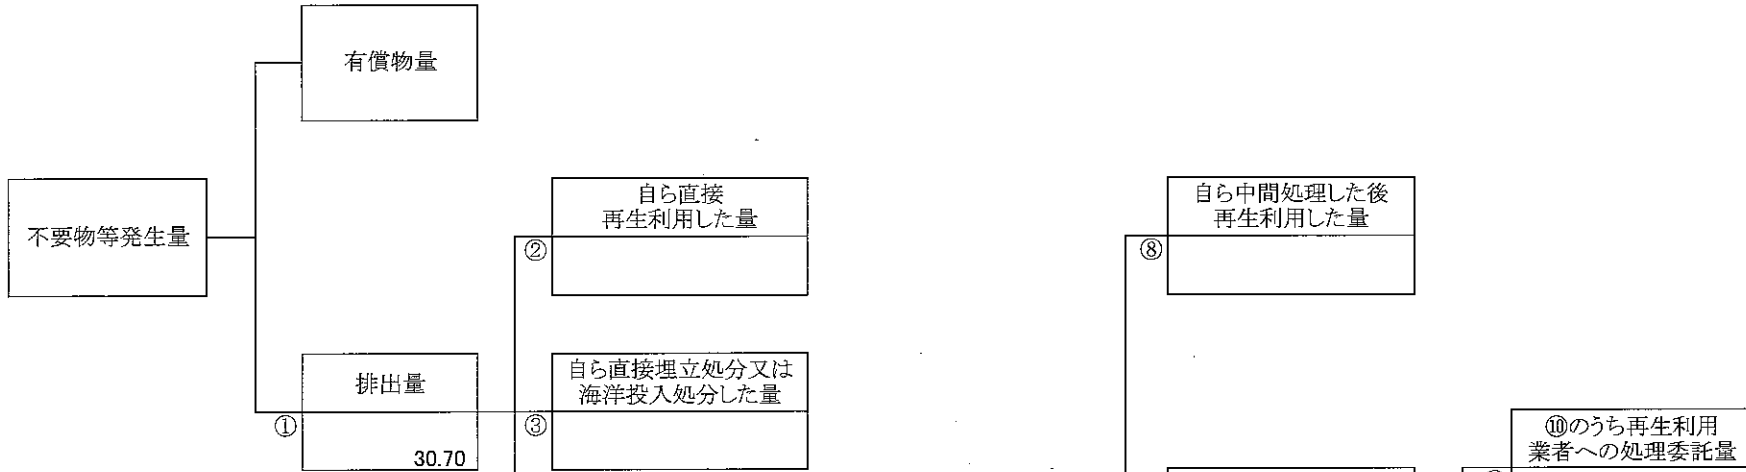 有償物量
不要物等発生量
自ら直接
再生利用した量
②
自ら中間処理した後
再生利用した量
⑧
排出量
①
30.70
自ら直接埋立処分又は
海洋投入処分した量
③
⑩のうち再生利用
業者への処理委託量